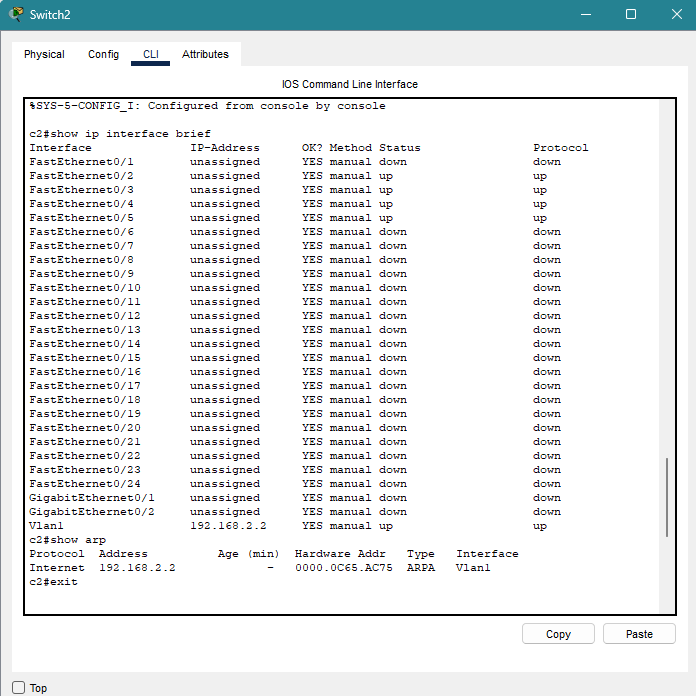 Switch2
Physical Config CLI Attributes
IOS Command Line Interface
%SYS-5-CONFIG_I: Configured from console by console
c2#show ip interface brief
Interface IP-Address OK? Method Status Protocol
FastEthernet0/1 unassigned YES manual down down
FastEthernet0/2 unassigned YES manual up up
FastEthernet0/3 unassigned YES manual up up
FastEthernet0/4 unassigned YES manual up up
FastEthernet0/5 unassigned YES manual up up
FastEthernet0/6 unassigned YES manual down down
FastEthernet0/7 unassigned YES manual down down
FastEthernet0/8 unassigned YES manual down down
FastEthernet0/9 unassigned YES manual down down
FastEthernet0/10 unassigned YES manual down down
FastEthernet0/11 unassigned YES manual down down
FastEthernet0/12 unassigned YES manual down down
FastEthernet0/13 unassigned YES manual down down
FastEthernet0/14 unassigned YES manual down down
FastEthernet0/15 unassigned YES manual down down
FastEthernet0/16 unassigned YES manual down down
FastEthernet0/17 unassigned YES manual down down
FastEthernet0/18 unassigned YES manual down down
FastEthernet0/19 unassigned YES manual down down
FastEthernet0/20 unassigned YES manual down down
FastEthernet0/21 unassigned YES manual down down
FastEthernet0/22 unassigned YES manual down down
FastEthernet0/23 unassigned YES manual down down
FastEthernet0/24 unassigned YES manual down down
GigabitEthernet0/1 unassigned YES manual down down
GigabitEthernet0/2 unassigned YES manual down down
Vlan1 192.168.2.2 YES manual up up
c2#show arp
Protocol Address Age (min) Hardware Addr Type Interface
Internet 192.168.2.2 - 0000.0C65.AC75 ARPA Vlan1
c2#exit
Copy Paste
Top